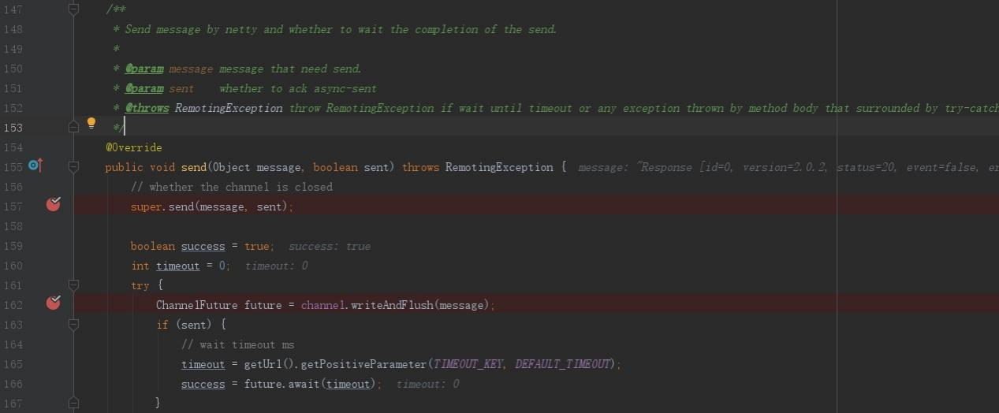 147 /**
148 * Send message by netty and whether to wait the completion of the send.
149 *
150 * @param message message that need send.
151 * @param sent    whether to ack async-sent
152 * @throws RemotingException throw RemotingException if wait until timeout or any exception thrown by method body that surrounded by try-catch
153 */
154 @Override
155 public void send(Object message, boolean sent) throws RemotingException {  message: "Response [id=0, version=2.0.2, status=20, event=false, er
156 // whether the channel is closed
157 super.send(message, sent);
158
159 boolean success = true;  success: true
160 int timeout = 0;  timeout: 0
161 try {
162 ChannelFuture future = channel.writeAndFlush(message);
163 if (sent) {
164 // wait timeout ms
165 timeout = getUrl().getPositiveParameter(TIMEOUT_KEY, DEFAULT_TIMEOUT);
166 success = future.await(timeout);  timeout: 0
167 }